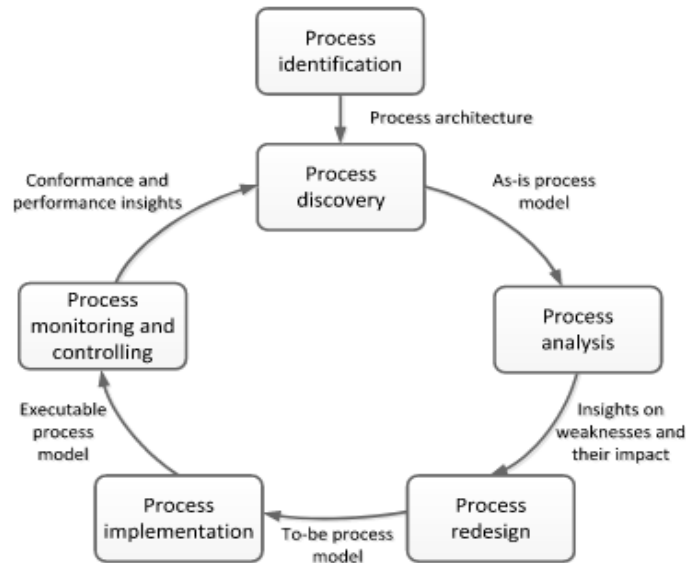 Process
identification
Process architecture
Process
discovery
Conformance and
performance insights
As-is process
model
Process
monitoring and
controlling
Process
analysis
Executable
process
model
Insights on
weaknesses and
their impact
Process
implementation
To-be process
model
Process
redesign